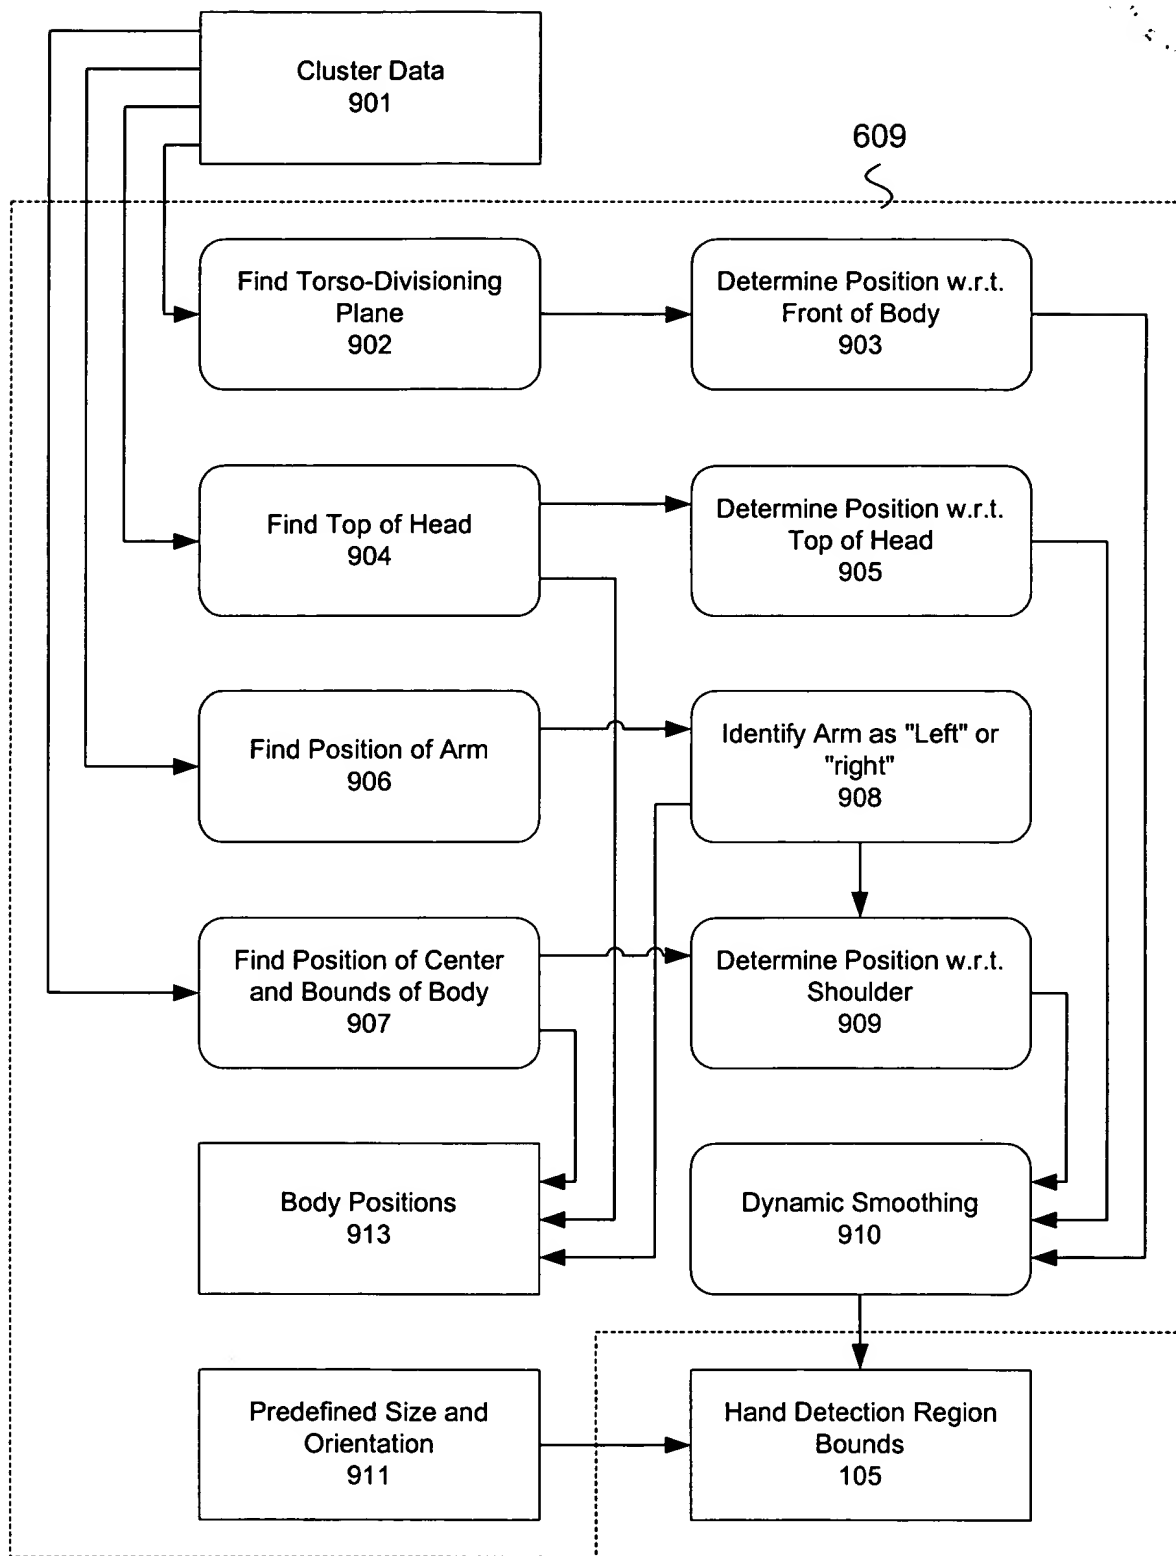 Cluster Data
901
609
Find Torso-Divisioning
Plane
902
Determine Position w.r.t.
Front of Body
903
Find Top of Head
904
Determine Position w.r.t.
Top of Head
905
Find Position of Arm
906
Identify Arm as "Left" or
"right"
908
Find Position of Center
and Bounds of Body
907
Determine Position w.r.t.
Shoulder
909
Body Positions
913
Dynamic Smoothing
910
Predefined Size and
Orientation
911
Hand Detection Region
Bounds
105